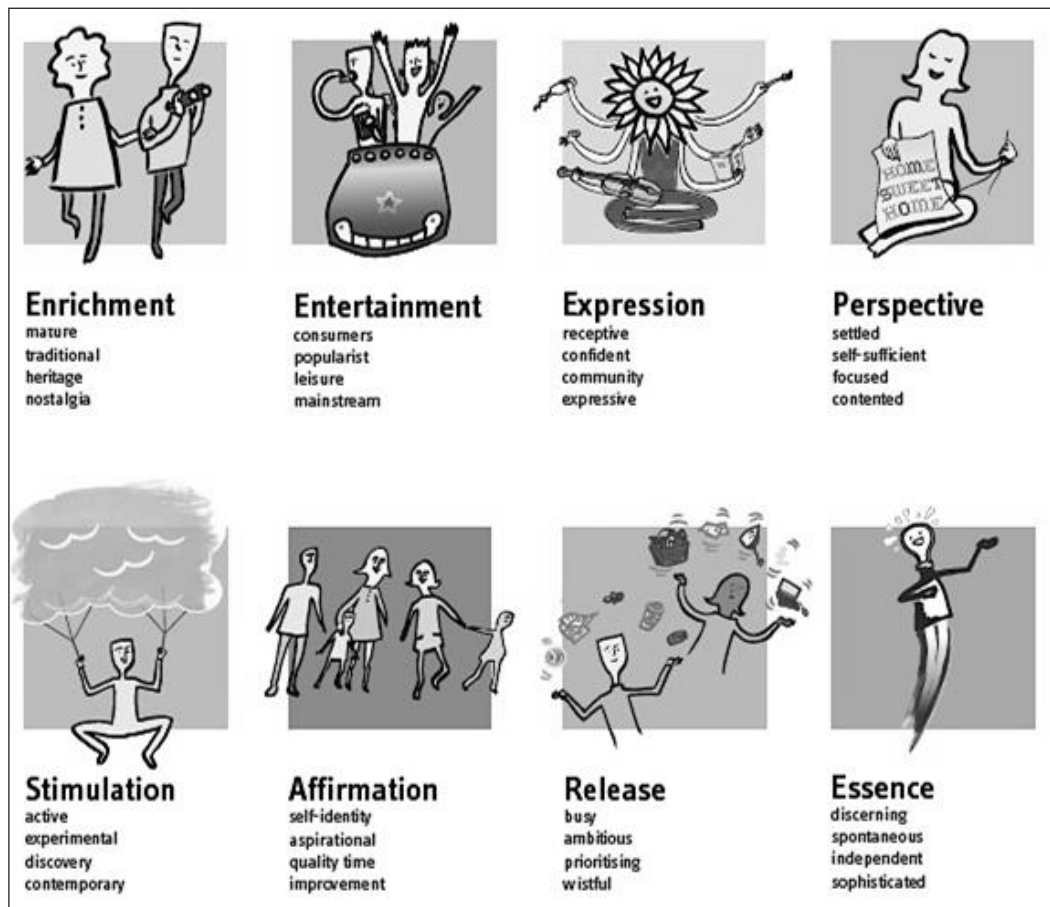 HOME
SWEET
HOME
Enrichment
mature
traditional
heritage
nostalgia
Entertainment
consumers
popularist
leisure
mainstream
Expression
receptive
confident
community
expressive
Perspective
settled
self-sufficient
focused
contented
Stimulation
active
experimental
discovery
contemporary
Affirmation
self-identity
aspirational
quality time
improvement
Release
busy
ambitious
prioritising
wistful
Essence
discerning
spontaneous
independent
sophisticated